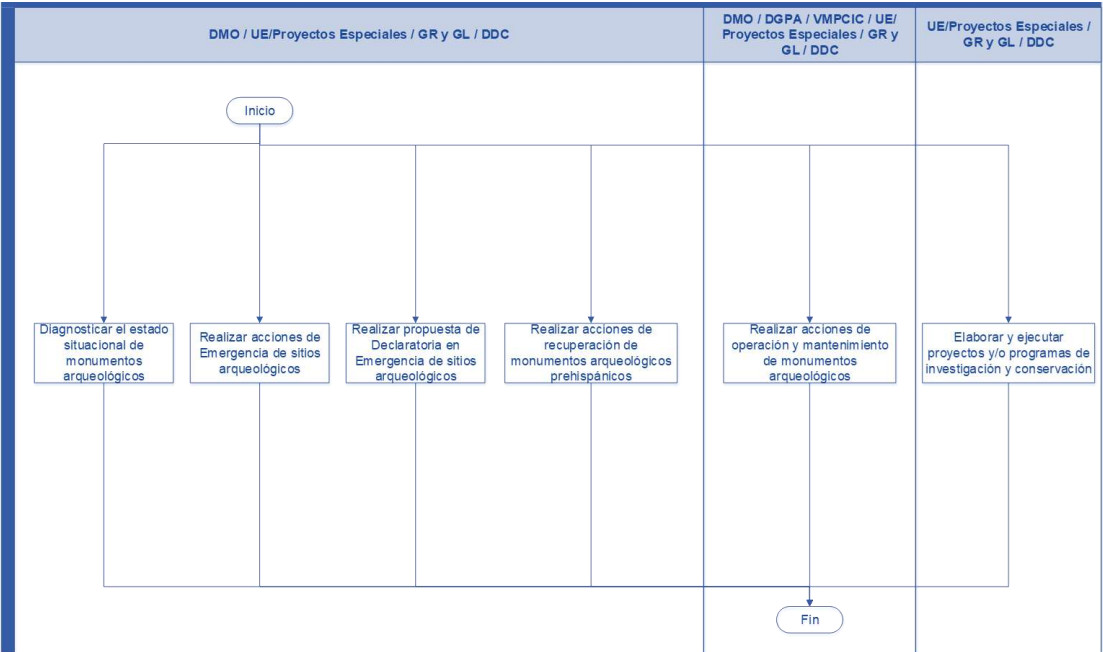 DMO / UE/Proyectos Especiales / GR y GL / DDC
DMO / DGPA / VMPCIC / UE/
Proyectos Especiales / GR y
GL / DDC
UE/Proyectos Especiales /
GR y GL / DDC
Inicio
Diagnosticar el estado
situacional de
monumentos
arqueológicos
Realizar acciones de
Emergencia de sitios
arqueológicos
Realizar propuesta de
Declaratoria en
Emergencia de sitios
arqueológicos
Realizar acciones de
recuperación de
monumentos arqueológicos
prehispánicos
Realizar acciones de
operación y mantenimiento
de monumentos
arqueológicos
Elaborar y ejecutar
proyectos y/o programas de
investigación y conservación
Fin